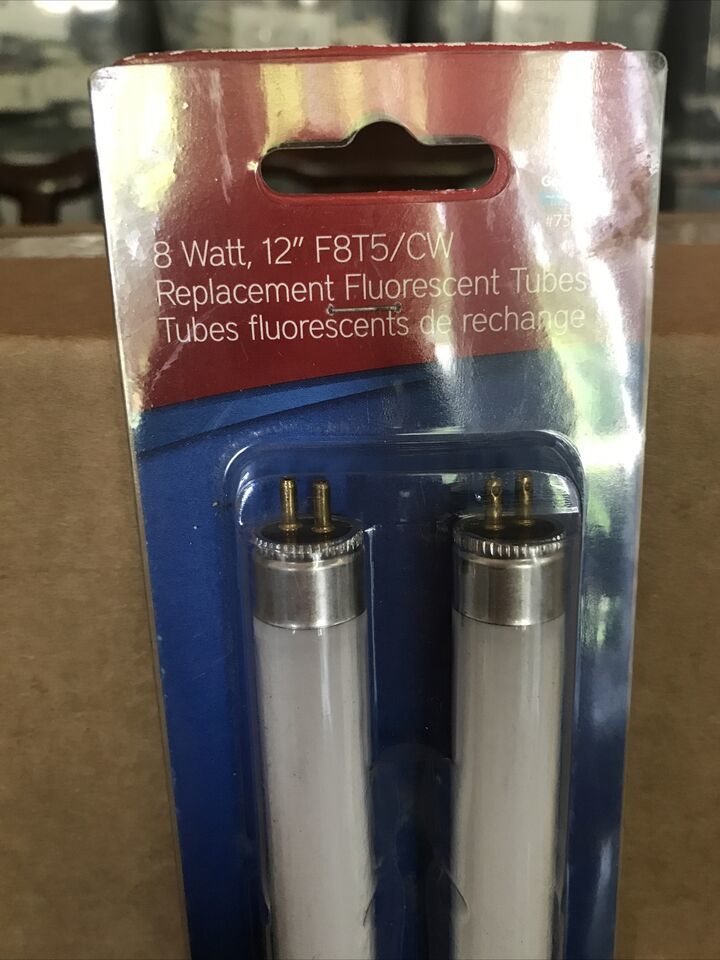 8 Watt, 12" F8T5/CW
Replacement Fluorescent Tubes
Tubes fluorescents de rechange